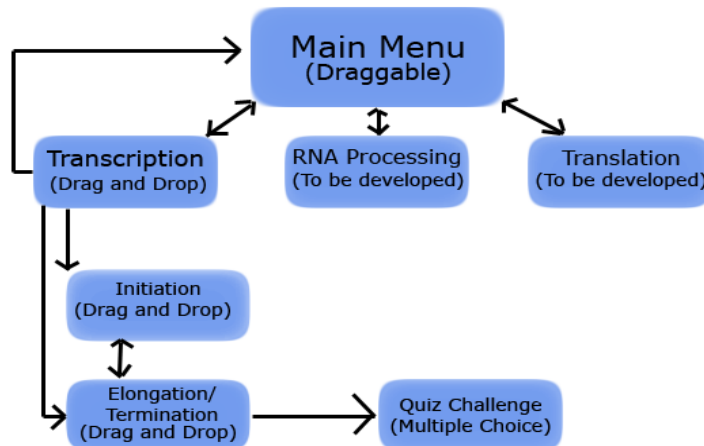 Main Menu
(Draggable)
Transcription
(Drag and Drop)
RNA Processing
(To be developed)
Translation
(To be developed)
Initiation
(Drag and Drop)
Elongation/
Termination
(Drag and Drop)
Quiz Challenge
(Multiple Choice)